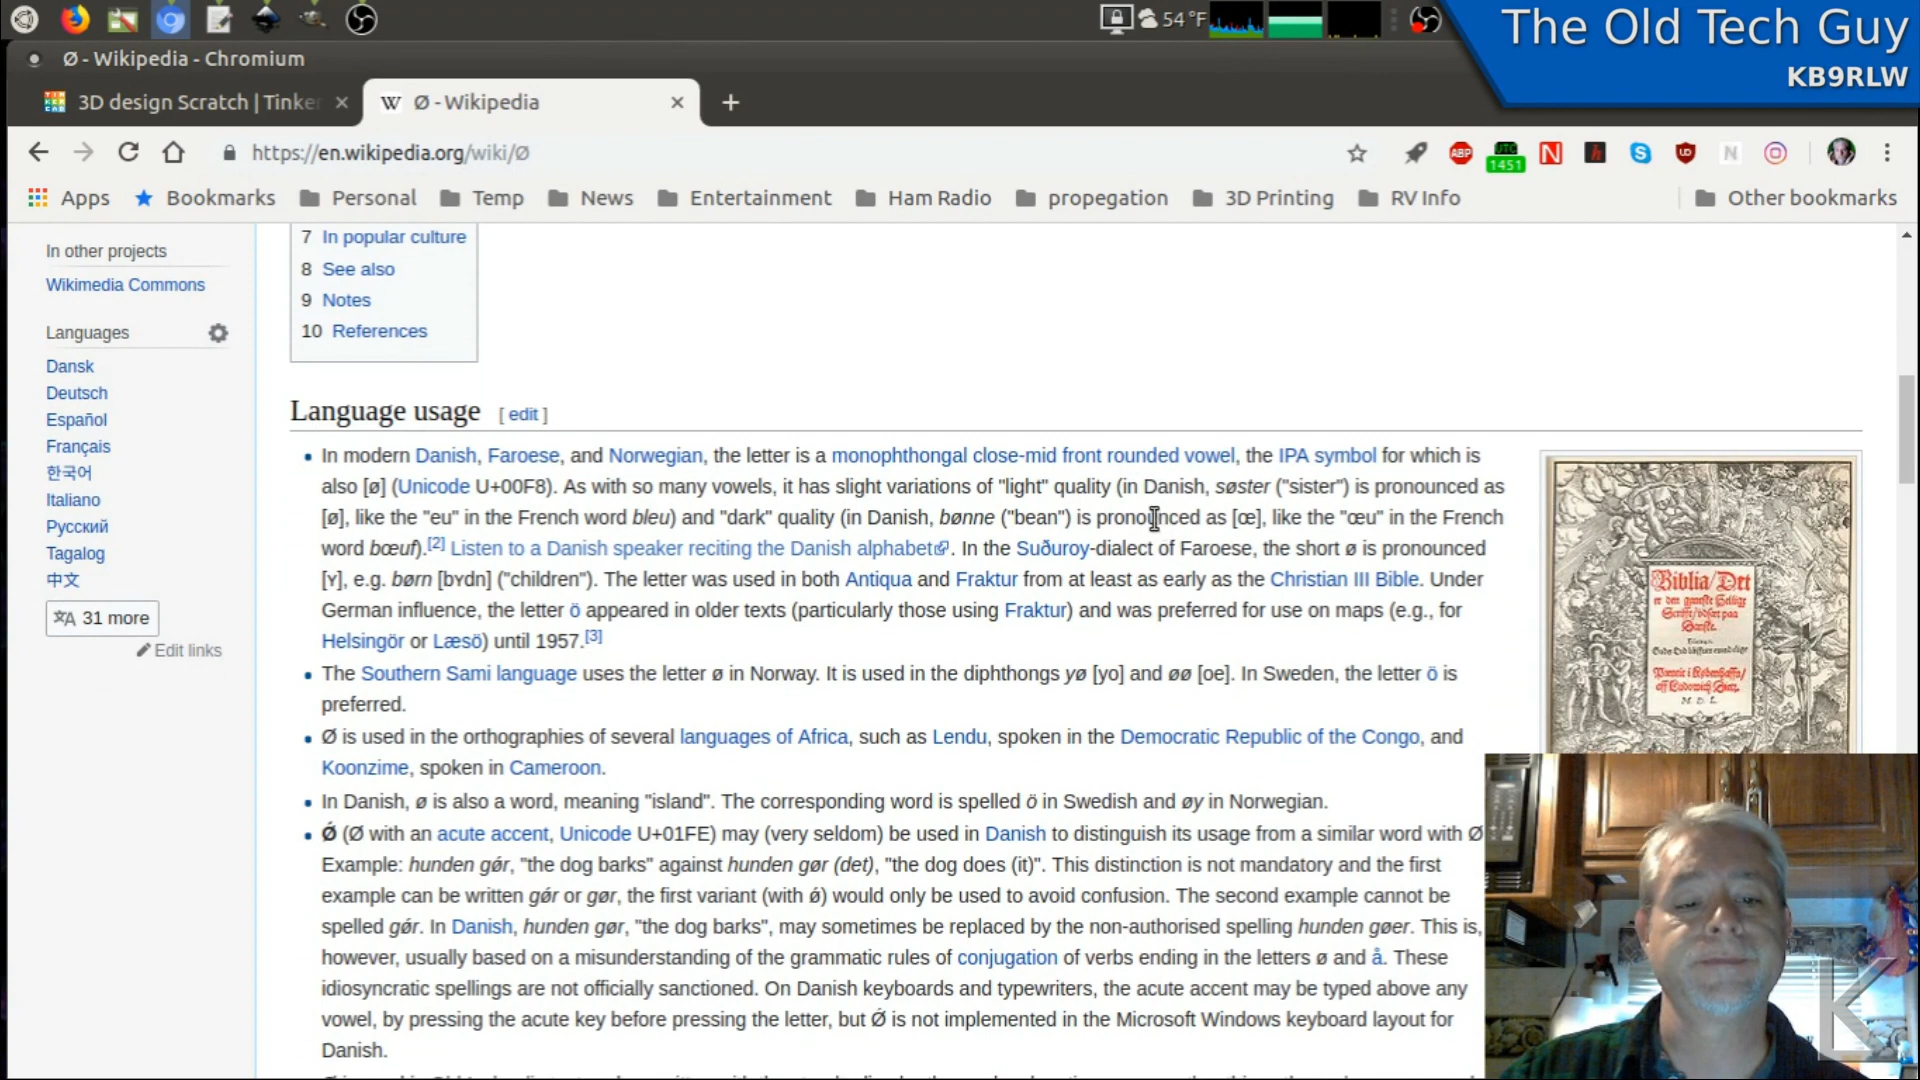 54 °F
The Old Tech Guy
KB9RLW
Ø - Wikipedia - Chromium
3D design Scratch | Tinker
W Ø - Wikipedia
https://en.wikipedia.org/wiki/Ø
ABP UTC 1451 N h S UD N
Apps Bookmarks Personal Temp News Entertainment Ham Radio propegation 3D Printing RV Info Other bookmarks
In other projects
Wikimedia Commons
Languages
Dansk
Deutsch
Español
Français
한국어
Italiano
Русский
Tagalog
中文
31 more
Edit links
7 In popular culture
8 See also
9 Notes
10 References
Language usage [ edit ]
In modern Danish, Faroese, and Norwegian, the letter is a monophthongal close-mid front rounded vowel, the IPA symbol for which is
also [ø] (Unicode U+00F8). As with so many vowels, it has slight variations of "light" quality (in Danish, søster ("sister") is pronounced as
[ø], like the "eu" in the French word bleu) and "dark" quality (in Danish, bønne ("bean") is pronounced as [œ], like the "œu" in the French
word bœuf).[2] Listen to a Danish speaker reciting the Danish alphabet. In the Suðuroy-dialect of Faroese, the short ø is pronounced
[ʏ], e.g. børn [bʏdn] ("children"). The letter was used in both Antiqua and Fraktur from at least as early as the Christian III Bible. Under
German influence, the letter ö appeared in older texts (particularly those using Fraktur) and was preferred for use on maps (e.g., for
Helsingör or Læsö) until 1957.[3]
The Southern Sami language uses the letter ø in Norway. It is used in the diphthongs yø [yo] and øø [oe]. In Sweden, the letter ö is
preferred.
Ø is used in the orthographies of several languages of Africa, such as Lendu, spoken in the Democratic Republic of the Congo, and
Koonzime, spoken in Cameroon.
In Danish, ø is also a word, meaning "island". The corresponding word is spelled ö in Swedish and øy in Norwegian.
Ǿ (Ø with an acute accent, Unicode U+01FE) may (very seldom) be used in Danish to distinguish its usage from a similar word with Ø
Example: hunden gǿr, "the dog barks" against hunden gør (det), "the dog does (it)". This distinction is not mandatory and the first
example can be written gǿr or gør, the first variant (with ǿ) would only be used to avoid confusion. The second example cannot be
spelled gǿr. In Danish, hunden gør, "the dog barks", may sometimes be replaced by the non-authorised spelling hunden gøer. This is,
however, usually based on a misunderstanding of the grammatic rules of conjugation of verbs ending in the letters ø and å. These
idiosyncratic spellings are not officially sanctioned. On Danish keyboards and typewriters, the acute accent may be typed above any
vowel, by pressing the acute key before pressing the letter, but Ǿ is not implemented in the Microsoft Windows keyboard layout for
Danish.
Biblia/Det
K